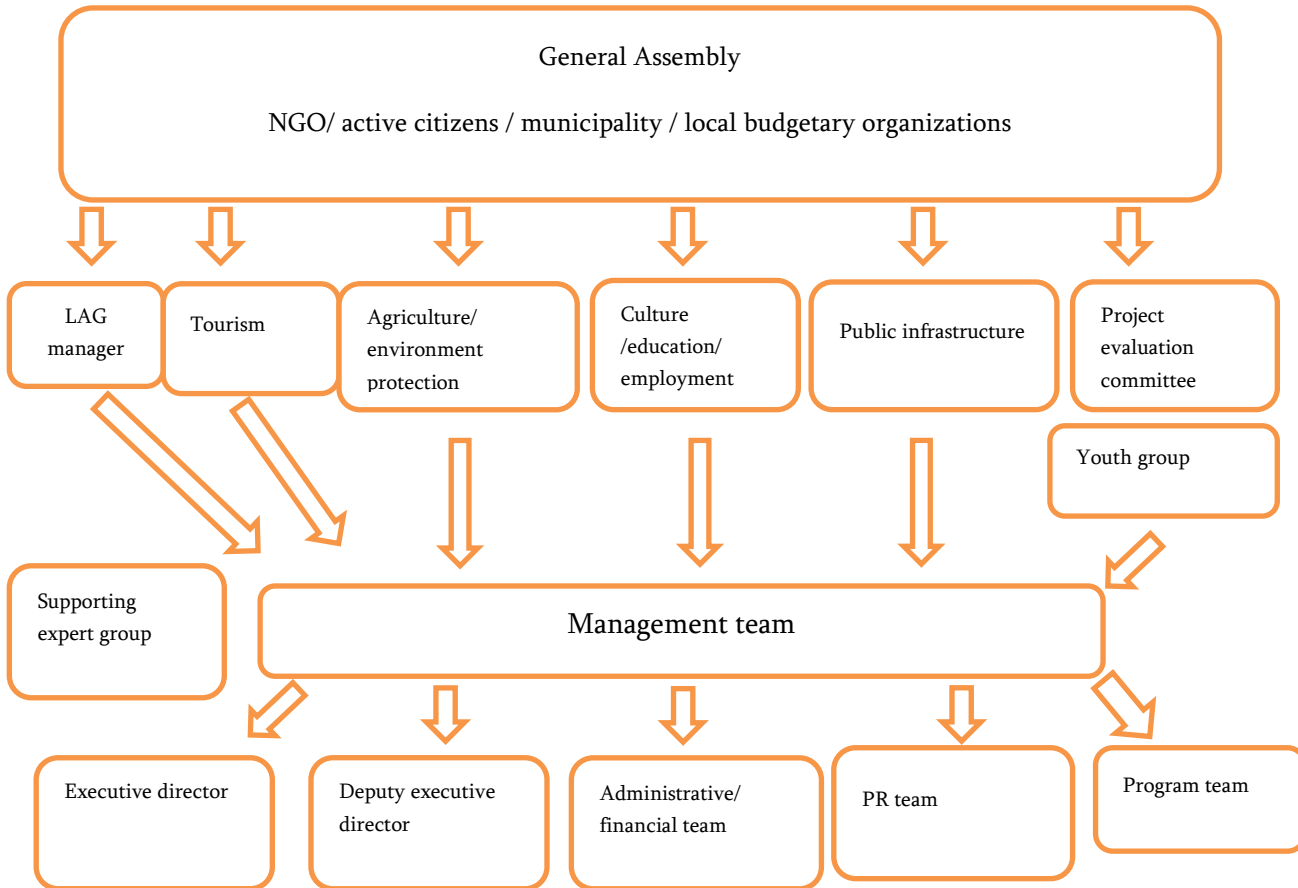 General Assembly
NGO/ active citizens / municipality / local budgetary organizations
LAG
manager
Tourism
Agriculture/
environment
protection
Culture
/education/
employment
Public infrastructure
Project
evaluation
committee
Youth group
Supporting
expert group
Management team
Executive director
Deputy executive
director
Administrative/
financial team
PR team
Program team